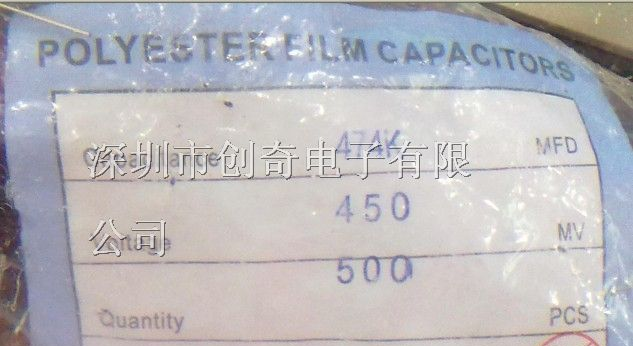 POLYESTER FILM CAPACITORS
474K MFD
深圳市创奇电子有限
公司
450
Voltage MV
500
Quantity PCS